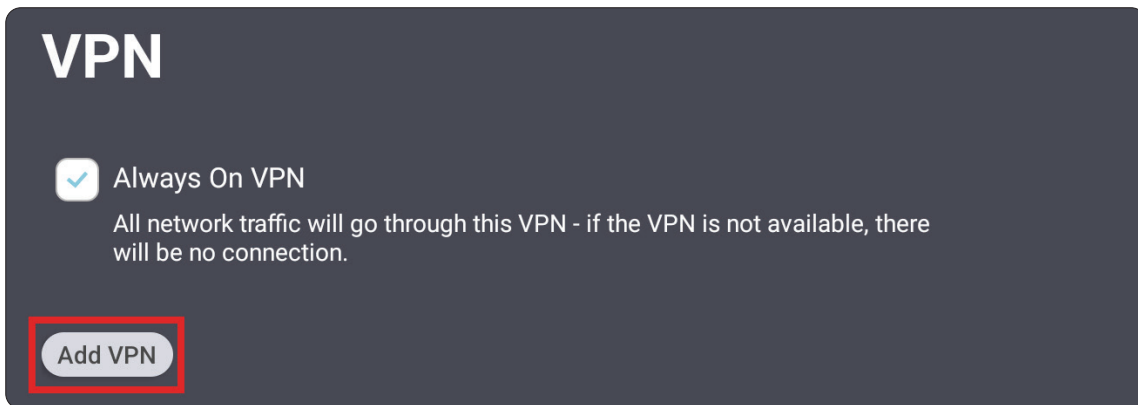 VPN
Always On VPN
All network traffic will go through this VPN - if the VPN is not available, there
will be no connection.
Add VPN